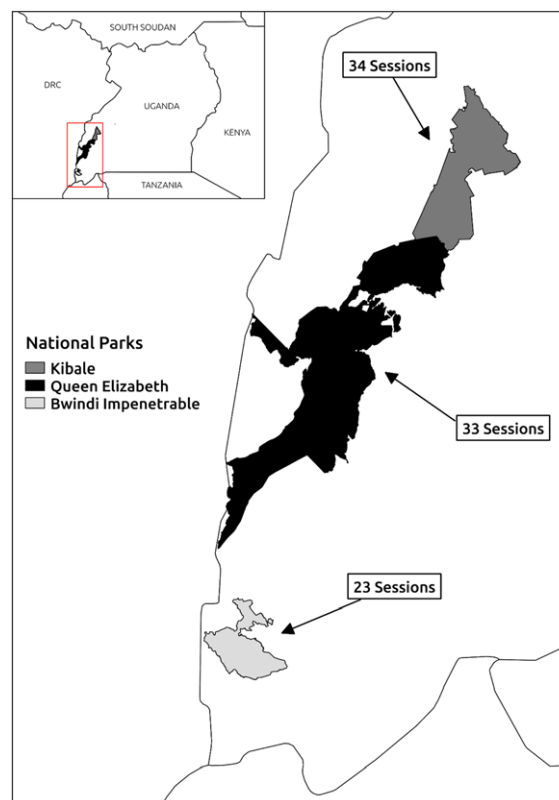 SOUTH SOUDAN
DRC
UGANDA
KENYA
TANZANIA
34 Sessions
National Parks
Kibale
Queen Elizabeth
Bwindi Impenetrable
33 Sessions
23 Sessions